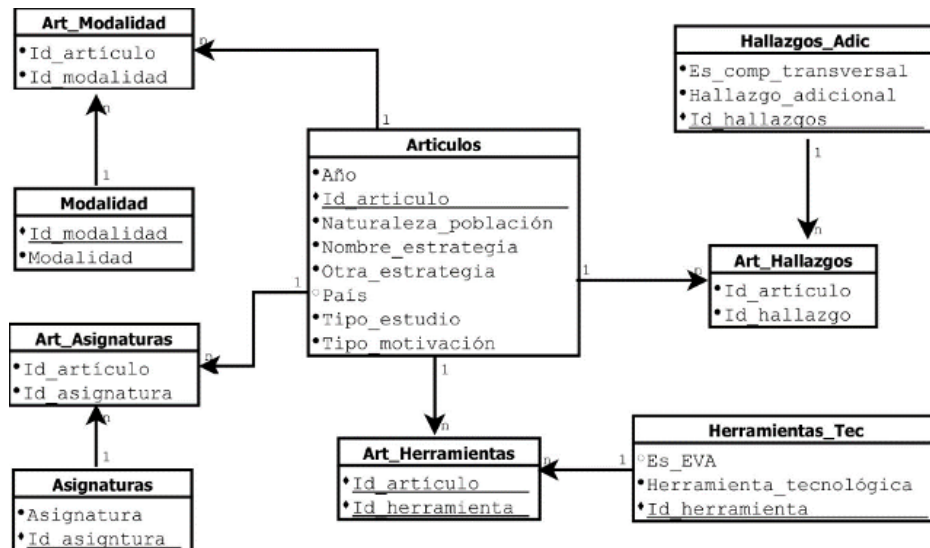 Art_Modalidad
Id_artículo
Id_modalidad
n
1
n
1
Modalidad
Id_modalidad
Modalidad
Articulos
Año
Id_articulo
Naturaleza_población
Nombre_estrategia
Otra_estrategia
País
Tipo_estudio
Tipo_motivación
Hallazgos_Adic
Es_comp_transversal
Hallazgo_adicional
Id_hallazgos
1
n
Art_Hallazgos
Id_artículo
Id_hallazgo
1
n
1
n
Art_Asignaturas
Id_artículo
Id_asignatura
n
1
Asignaturas
Asignatura
Id_asigntura
1
n
Art_Herramientas
Id_artículo
Id_herramienta
n
1
Herramientas_Tec
Es_EVA
Herramienta_tecnológica
Id_herramienta